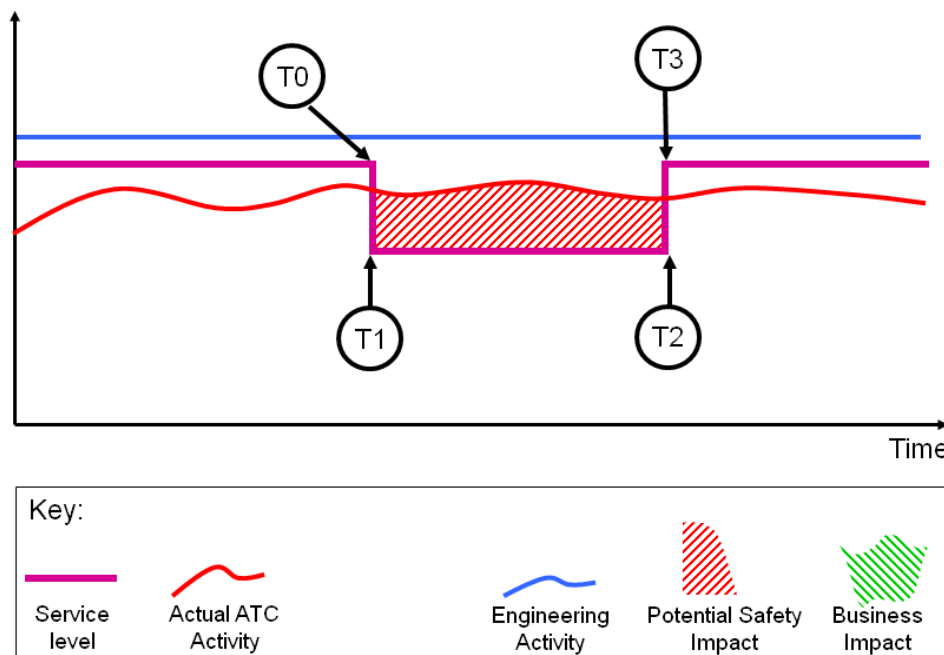 T0
T3
T1
T2
Time
Key:
Service
level
Actual ATC
Activity
Engineering
Activity
Potential Safety
Impact
Business
Impact